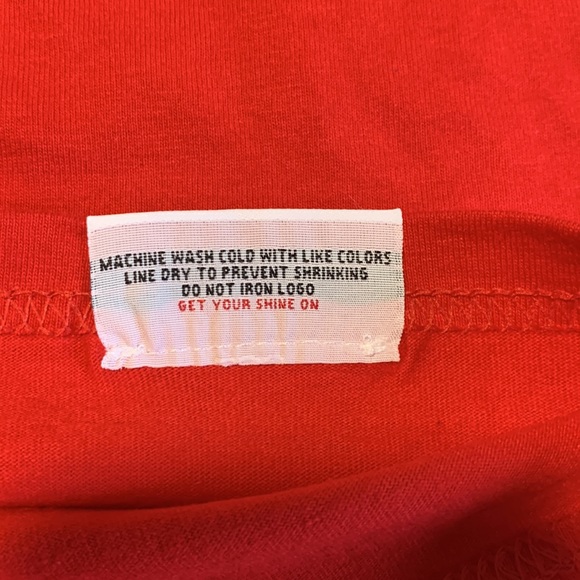 MACHINE WASH COLD WITH LIKE COLORS
LINE DRY TO PREVENT SHRINKING
DO NOT IRON LOGO
GET YOUR SHINE ON